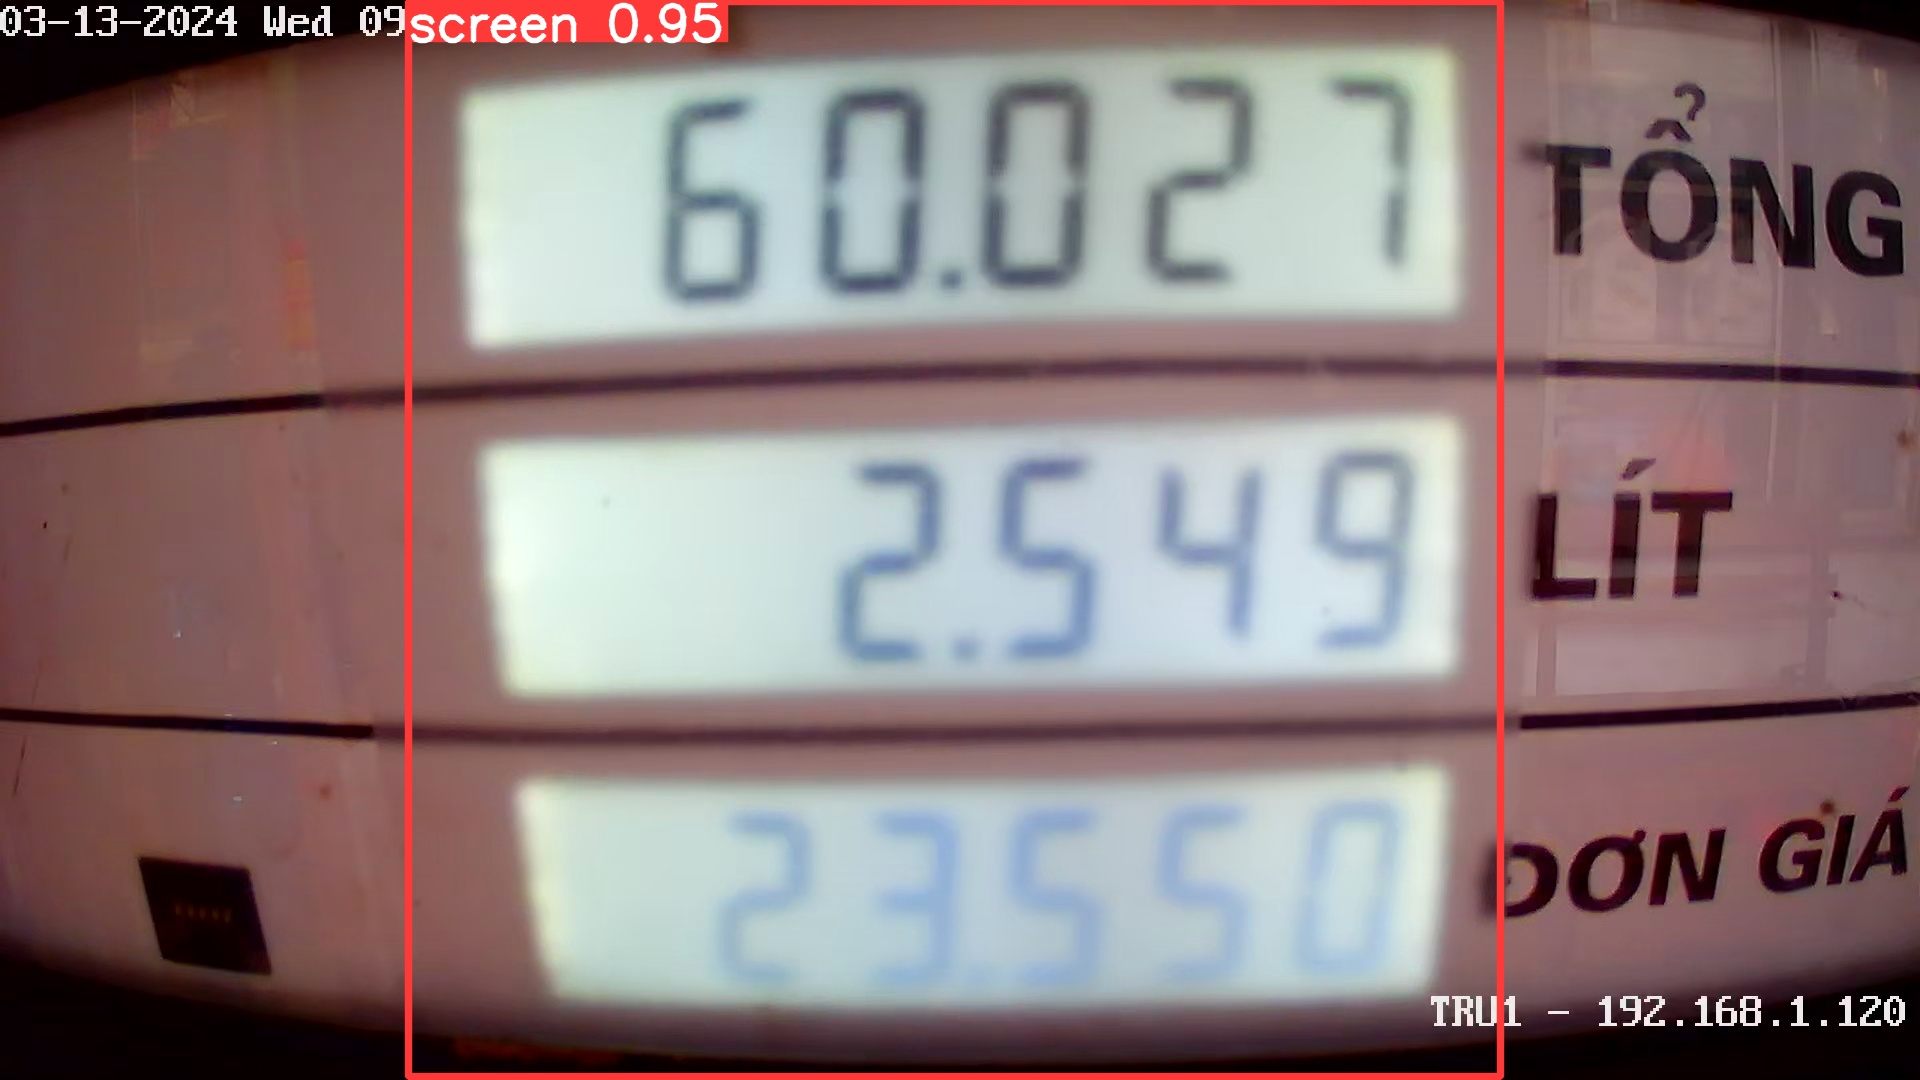 03-13-2024 Wed 09
screen 0.95
60.027
TỔNG
2.549
LÍT
23.550
ĐƠN GIÁ
TRU1 - 192.168.1.120